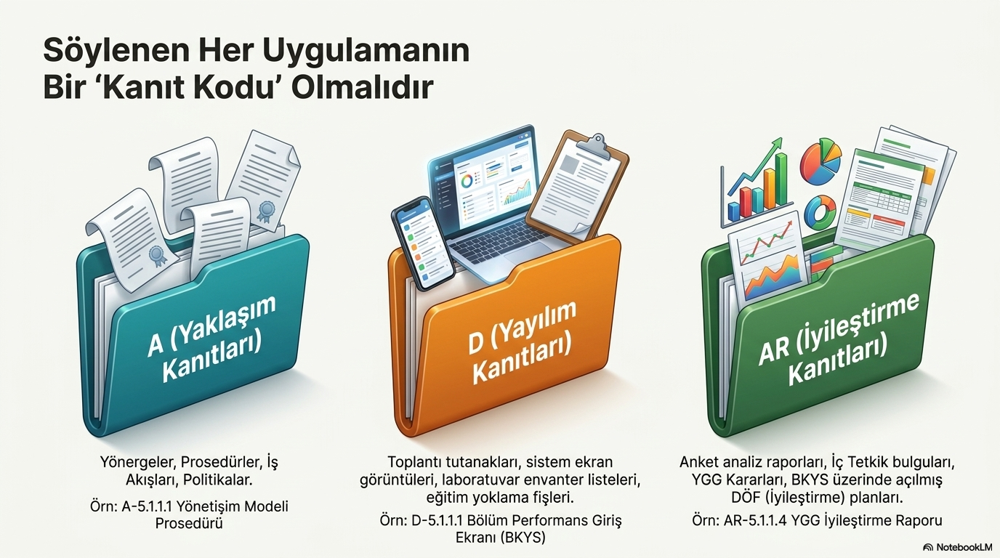 Söylenen Her Uygulamanın
Bir ‘Kanıt Kodu’ Olmalıdır
A (Yaklaşım
Kanıtları)
D (Yayılım
Kanıtları)
AR (İyileştirme
Kanıtları)
Yönergeler, Prosedürler, İş
Akışları, Politikalar.
Örn: A-5.1.1.1 Yönetişim Modeli
Prosedürü
Toplantı tutanakları, sistem ekran
görüntüleri, laboratuvar envanter listeleri,
eğitim yoklama fişleri.
Örn: D-5.1.1.1 Bölüm Performans Giriş
Ekranı (BKYS)
Anket analiz raporları, İç Tetkik bulguları,
YGG Kararları, BKYS üzerinde açılmış
DÖF (İyileştirme) planları.
Örn: AR-5.1.1.4 YGG İyileştirme Raporu
NotebookLM